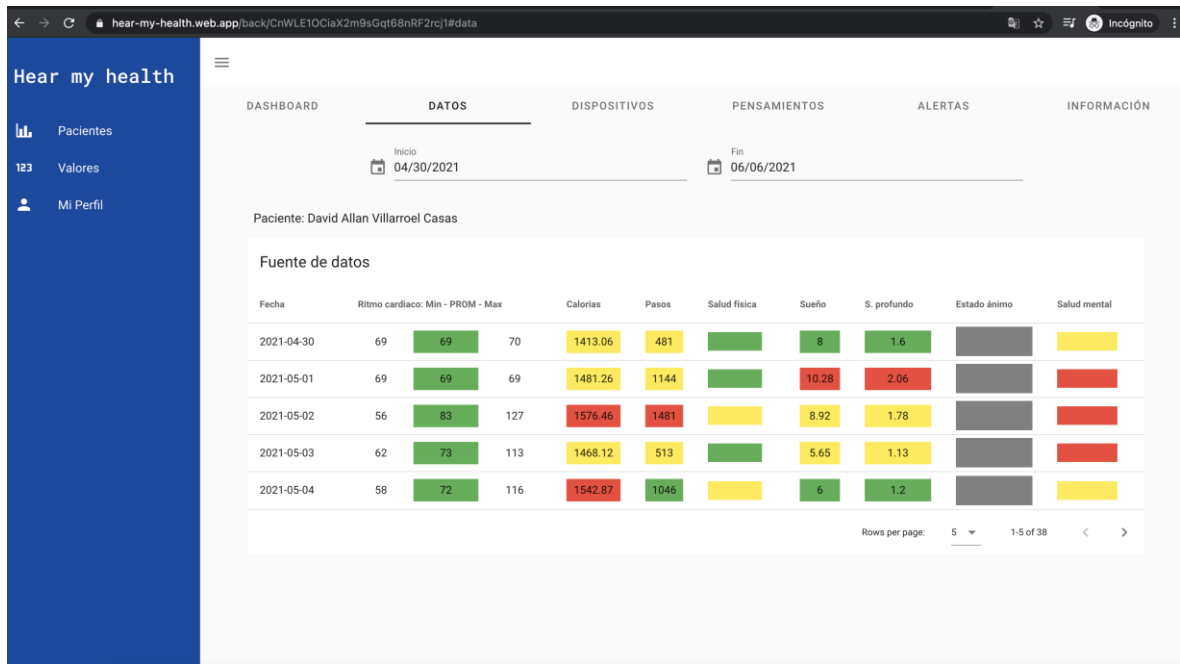 hear-my-health.web.app/back/CnWLE1OCiaX2m9sGqt68nRF2rcj1#data
Incógnito
Hear my health
Pacientes
123 Valores
Mi Perfil
DASHBOARD DATOS DISPOSITIVOS PENSAMIENTOS ALERTAS INFORMACIÓN
Inicio Fin
04/30/2021 06/06/2021
Paciente: David Allan Villarroel Casas
Fuente de datos
Fecha Ritmo cardiaco: Min - PROM - Max Calorias Pasos Salud física Sueño S. profundo Estado ánimo Salud mental
2021-04-30 69 69 70 1413.06 481 8 1.6
2021-05-01 69 69 69 1481.26 1144 10.28 2.06
2021-05-02 56 83 127 1576.46 1481 8.92 1.78
2021-05-03 62 73 113 1468.12 513 5.65 1.13
2021-05-04 58 72 116 1542.87 1046 6 1.2
Rows per page: 5 1-5 of 38